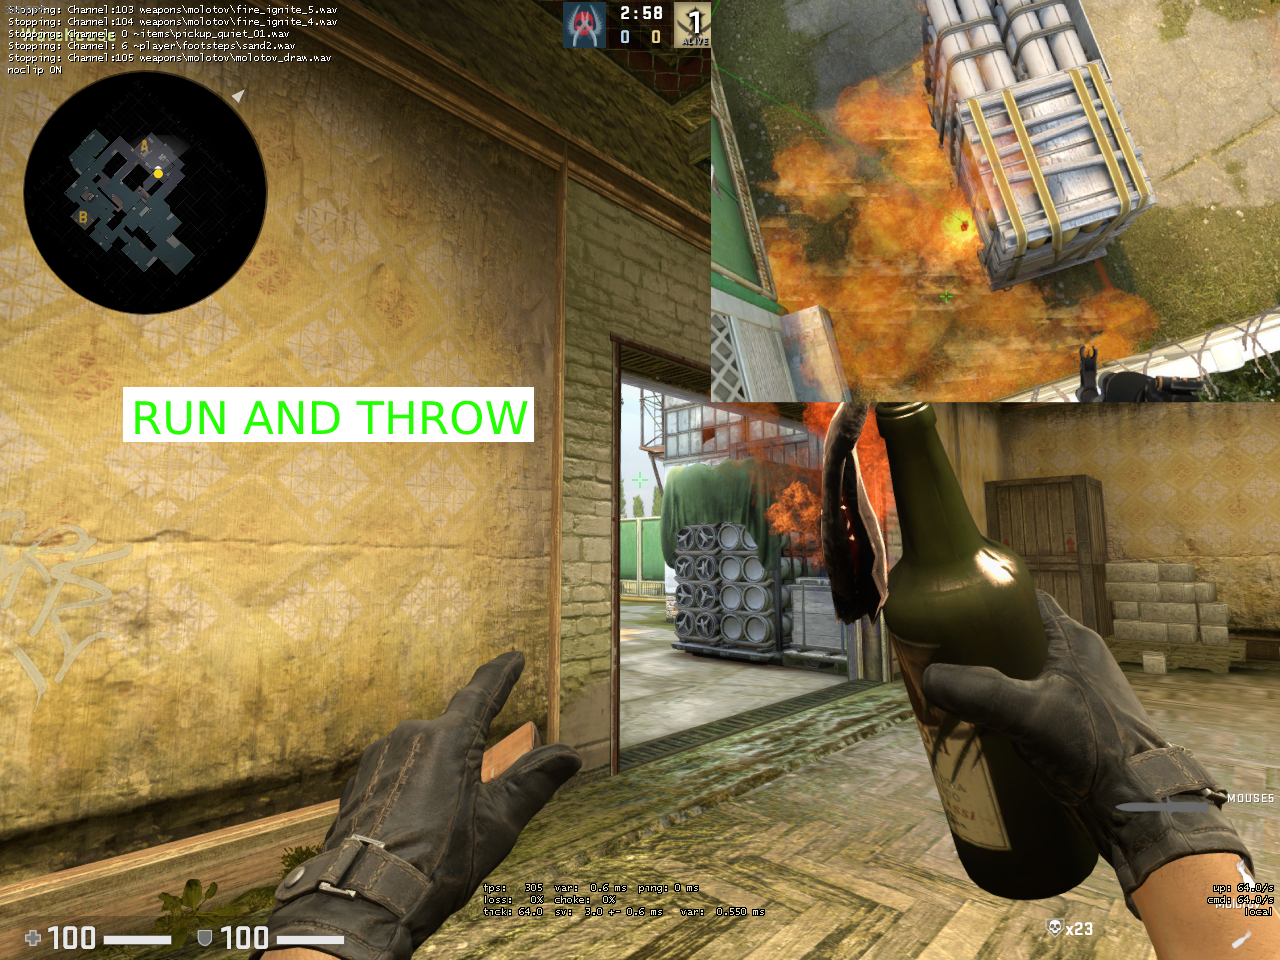 Stopping: Channel:103 weapons\molotov\fire_ignite_5.wav
Stopping: Channel:104 weapons\molotov\fire_ignite_4.wav
Stopping: Channel: 0 ~items\pickup_quiet_01.wav
Stopping: Channel: 6 ~player\footsteps\sand2.wav
Stopping: Channel:105 weapons\molotov\molotov_draw.wav
noclip ON
2:58
0 0
1
ALIVE
A
B
RUN AND THROW
MOUSE5
fps: 305 var: 0.6 ms ping: 0 ms
loss: 0% choke: 0%
tick: 64.0 sv: 3.0 +- 0.6 ms var: 0.550 ms
up: 64.0/s
cmd: 64.0/s
local
100 100
x23